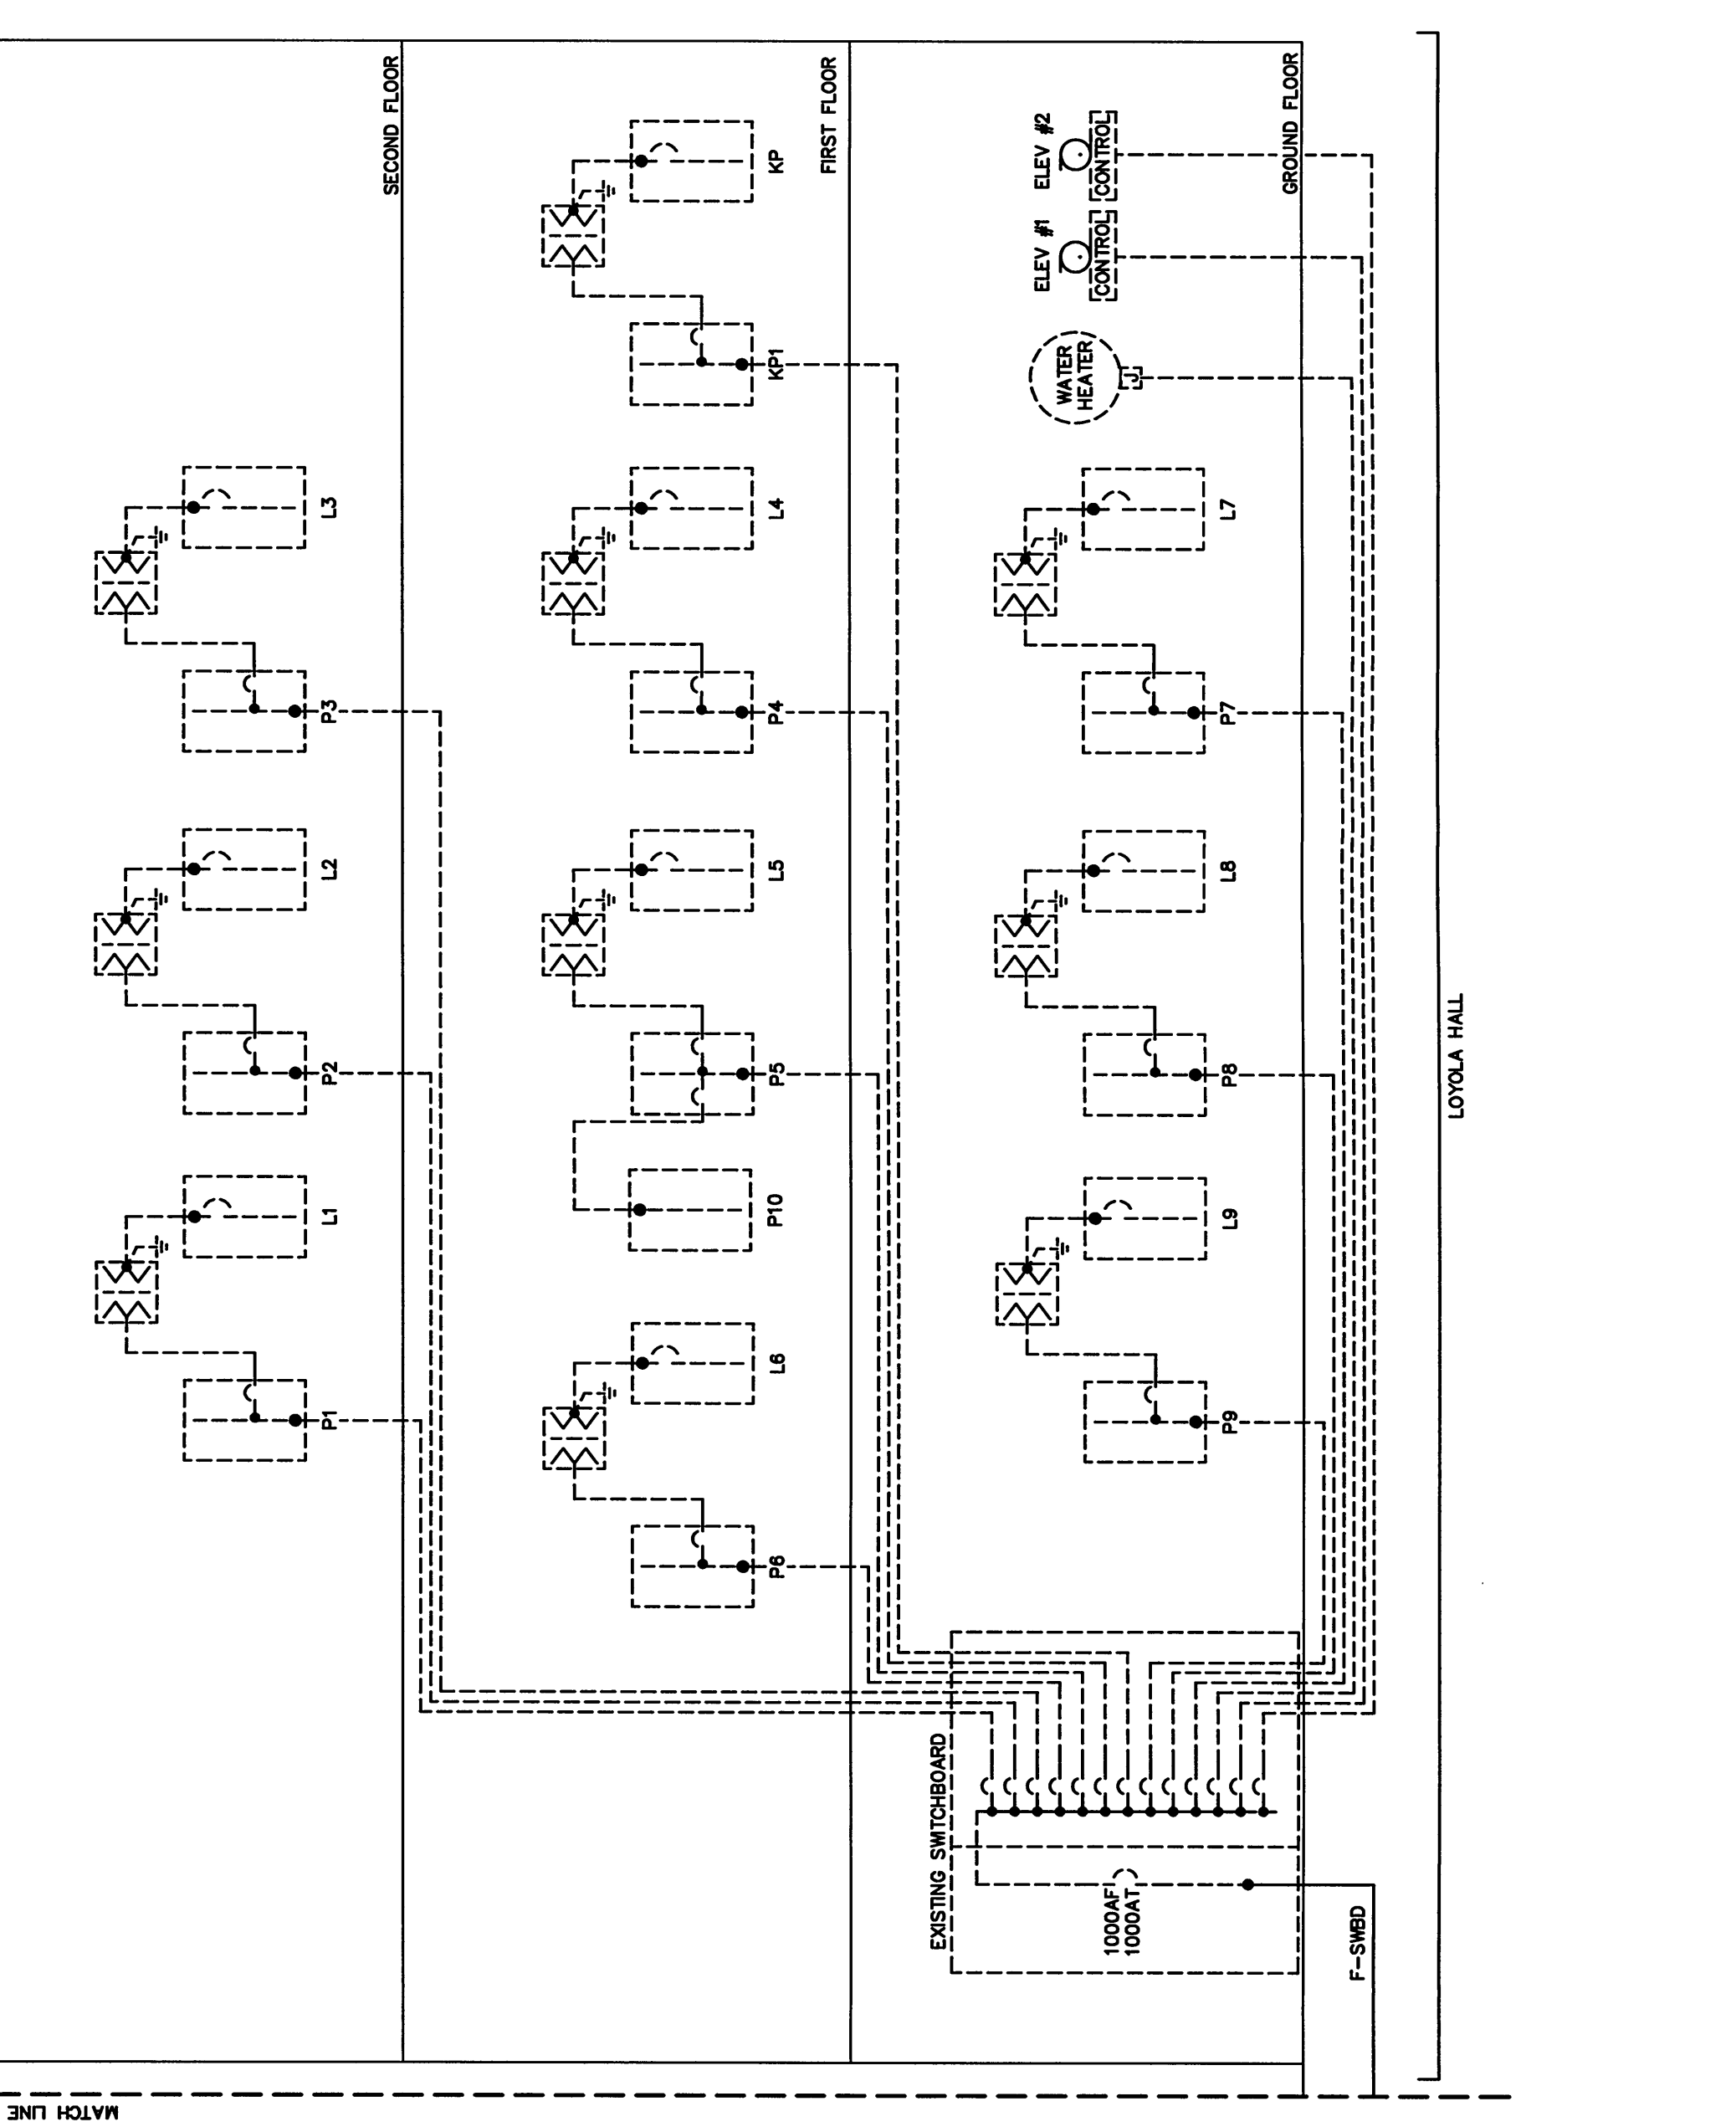 SECOND FLOOR
L3
P3
L2
P2
L1
P1
FIRST FLOOR
KP
KP1
L4
P4
L5
P5
P10
L6
P6
GROUND FLOOR
ELEV #2
CONTROL
ELEV #1
CONTROL
WATER
HEATER
J
L7
P7
L8
P8
L9
P9
EXISTING SWITCHBOARD
1000AF
1000AT
F-SWBD
LOYOLA HALL
MATCH LINE